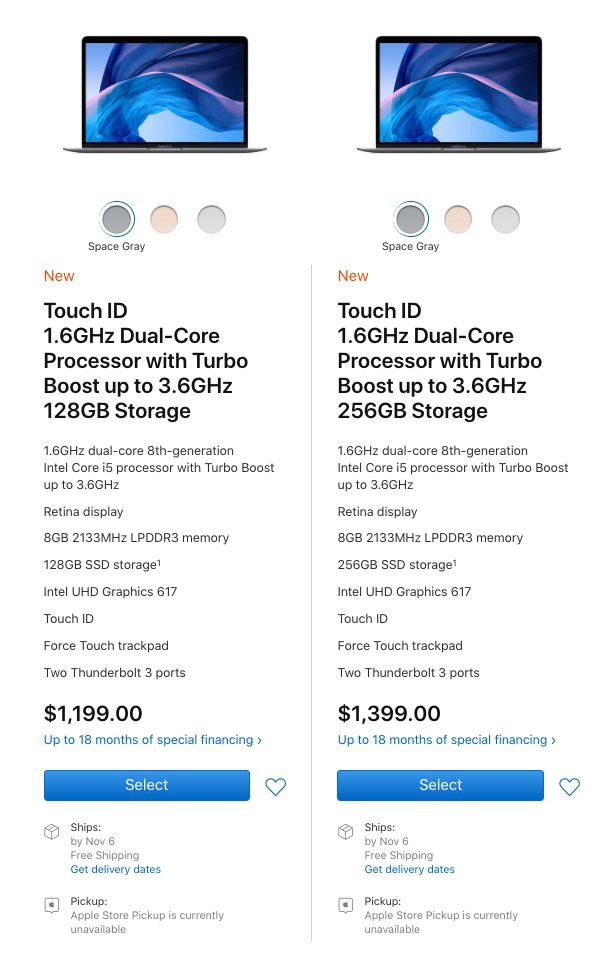 Space Gray
New
Touch ID
1.6GHz Dual-Core
Processor with Turbo
Boost up to 3.6GHz
128GB Storage
1.6GHz dual-core 8th-generation
Intel Core i5 processor with Turbo Boost
up to 3.6GHz
Retina display
8GB 2133MHz LPDDR3 memory
128GB SSD storage¹
Intel UHD Graphics 617
Touch ID
Force Touch trackpad
Two Thunderbolt 3 ports
$1,199.00
Up to 18 months of special financing ›
Select
Ships:
by Nov 6
Free Shipping
Get delivery dates
Pickup:
Apple Store Pickup is currently
unavailable
Space Gray
New
Touch ID
1.6GHz Dual-Core
Processor with Turbo
Boost up to 3.6GHz
256GB Storage
1.6GHz dual-core 8th-generation
Intel Core i5 processor with Turbo Boost
up to 3.6GHz
Retina display
8GB 2133MHz LPDDR3 memory
256GB SSD storage¹
Intel UHD Graphics 617
Touch ID
Force Touch trackpad
Two Thunderbolt 3 ports
$1,399.00
Up to 18 months of special financing ›
Select
Ships:
by Nov 6
Free Shipping
Get delivery dates
Pickup:
Apple Store Pickup is currently
unavailable